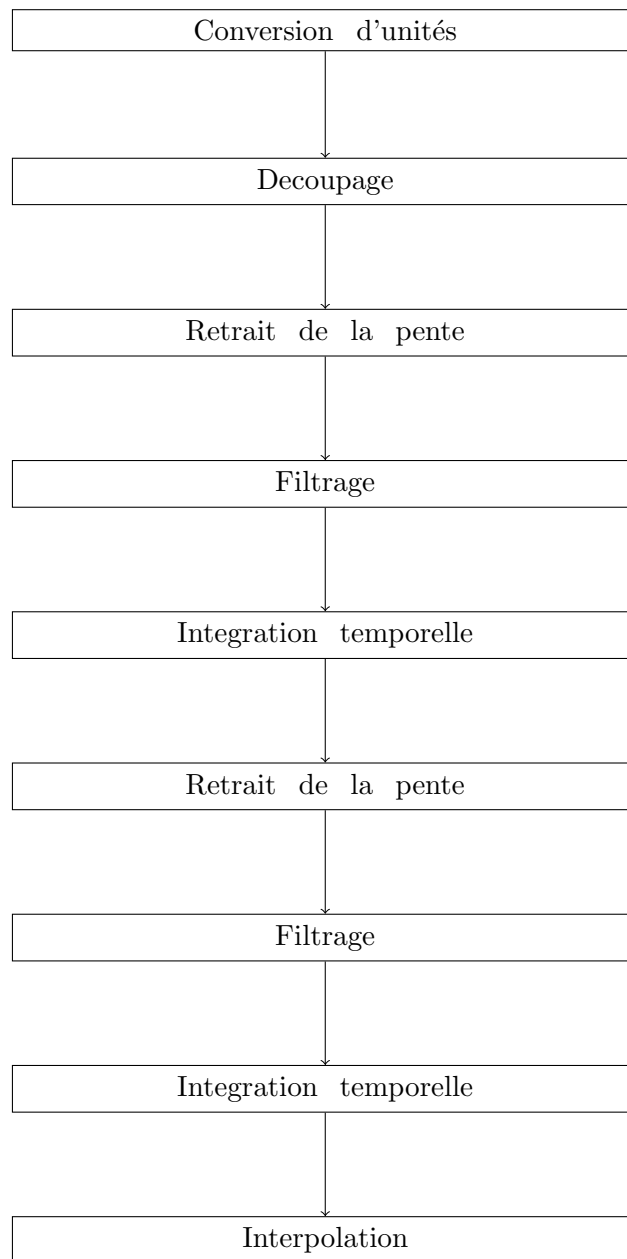 Conversion d'unités
Decoupage
Retrait de la pente
Filtrage
Integration temporelle
Retrait de la pente
Filtrage
Integration temporelle
Interpolation